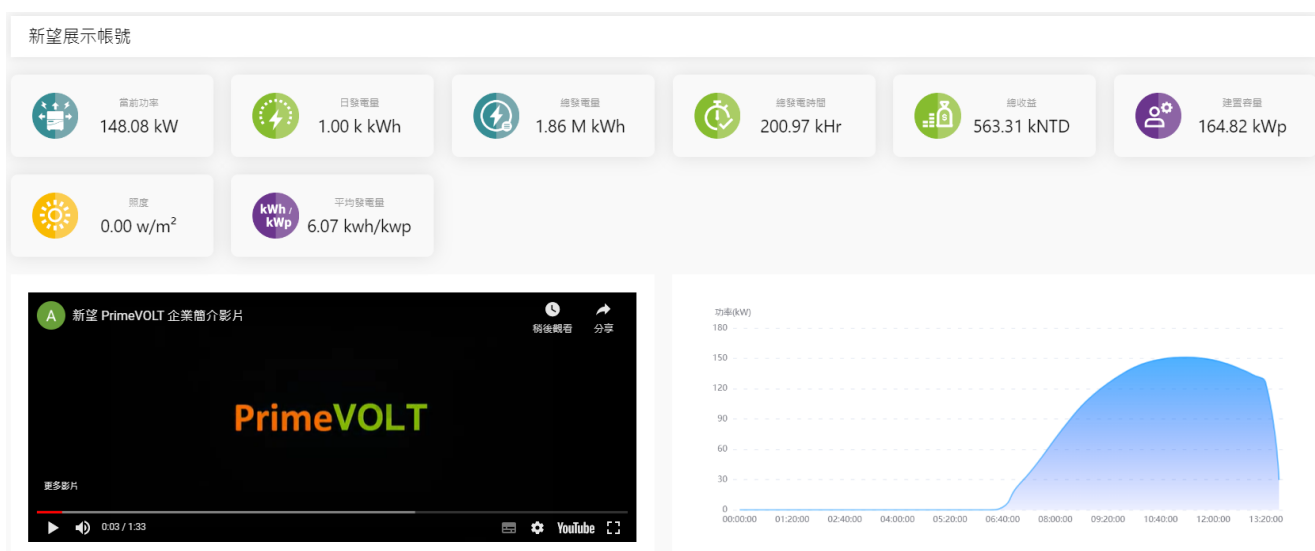 新望展示帳號
當前功率
148.08 kW
日發電量
1.00 k kWh
總發電量
1.86 M kWh
總發電時間
200.97 kHr
總收益
563.31 kNTD
建置容量
164.82 kWp
照度
0.00 w/m²
kWh /
kWp
平均發電量
6.07 kwh/kwp
A
新望 PrimeVOLT 企業簡介影片
稍後觀看
分享
PrimeVOLT
更多影片
0:03 / 1:33
YouTube
功率(kW)
180
150
120
90
60
30
0
00:00:00 01:20:00 02:40:00 04:00:00 05:20:00 06:40:00 08:00:00 09:20:00 10:40:00 12:00:00 13:20:00